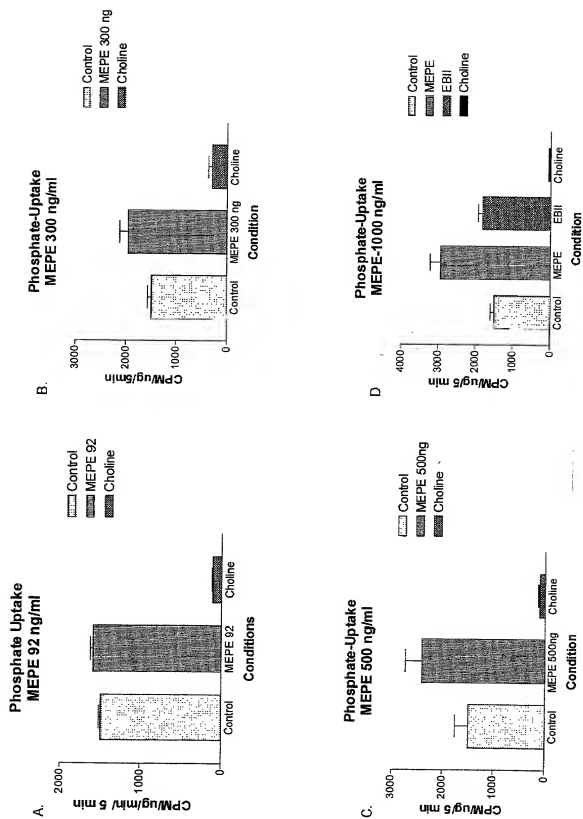 A.
Phosphate Uptake
MEPE 92 ng/ml
CPM/ug/min/ 5 min
2000
1000
0
Control
MEPE 92
Choline
Conditions
Control
MEPE 92
Choline
B.
Phosphate-Uptake
MEPE 300 ng/ml
CPM/ug/5min
3000
2000
1000
0
Control
MEPE 300 ng
Choline
Condition
Control
MEPE 300 ng
Choline
C.
Phosphate-Uptake
MEPE 500 ng/ml
CPM/ug/5 min
3000
2000
1000
0
Control
MEPE 500ng
Choline
Condition
Control
MEPE 500ng
Choline
D
Phosphate-Uptake
MEPE-1000 ng/ml
CPM/ug/5 min
4000
3000
2000
1000
0
Control
MEPE
EBII
Choline
Condition
Control
MEPE
EBII
Choline